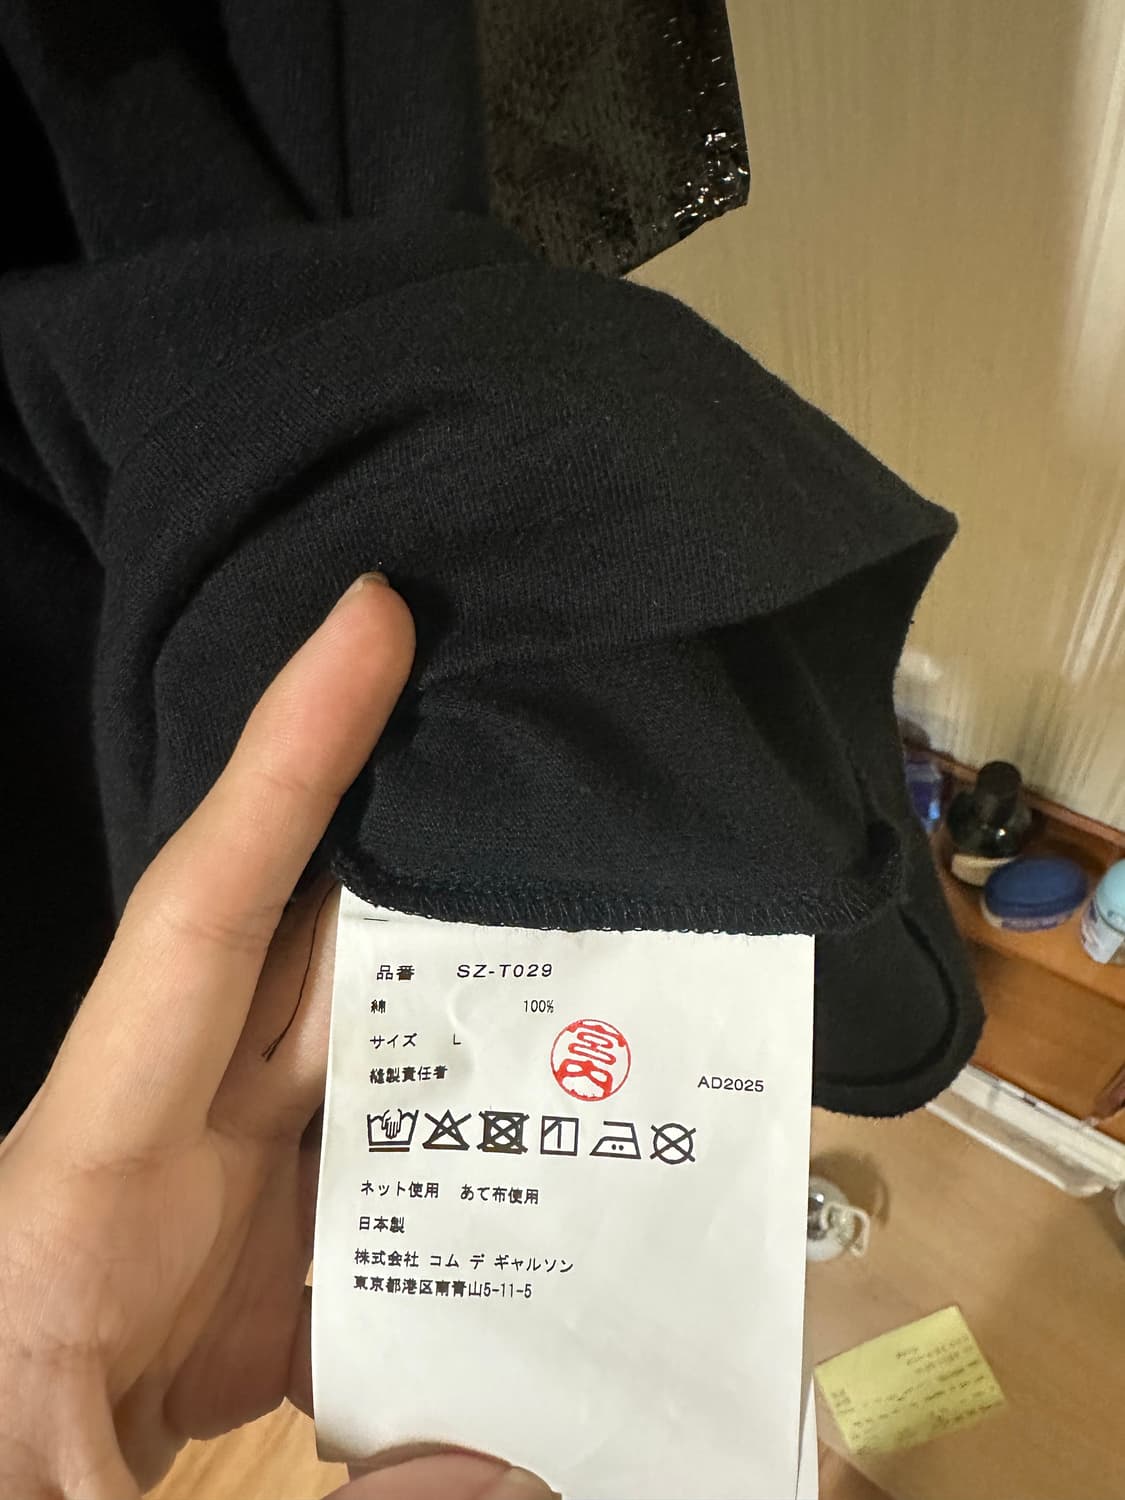 品番 SZ-T029
綿 100%
サイズ L
縫製責任者
AD2025
ネット使用 あて布使用
日本製
株式会社 コム デ ギャルソン
東京都港区南青山5-11-5